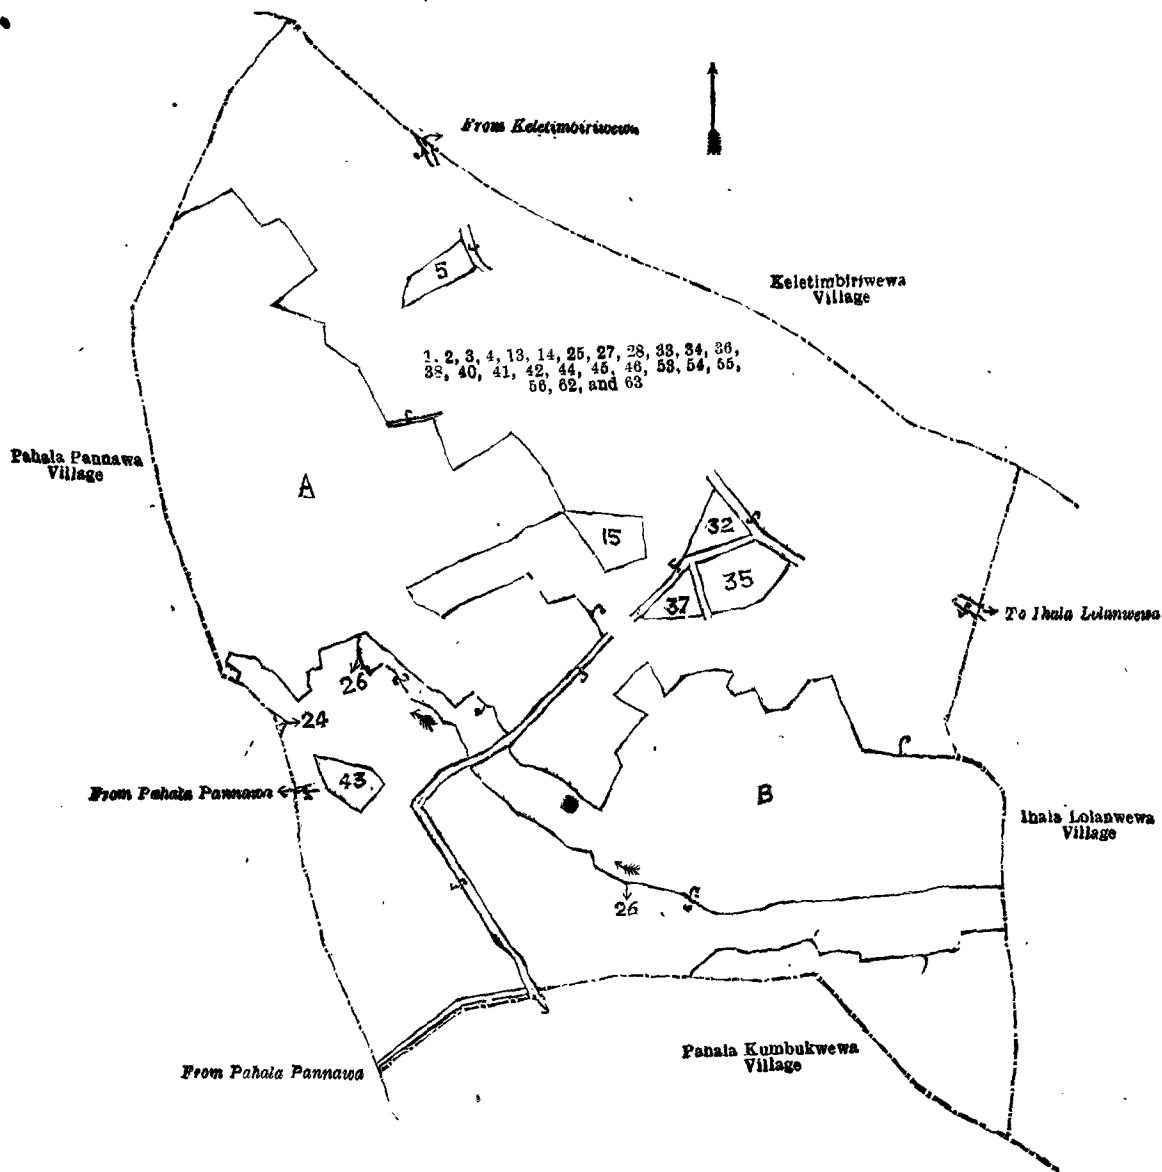 From Keletimbiriwewa
Keletimbiriwewa
Village
5
1, 2, 3, 4, 13, 14, 25, 27, 28, 33, 34, 36,
38, 40, 41, 42, 44, 45, 46, 53, 54, 55,
56, 62, and 63
Pahala Pannawa
Village
A
15
32
35
37
To Ihala Lolanwewa
26
24
43
From Pahala Pannawa
B
Ihala Lolanwewa
Village
26
Pahala Kumbukwewa
Village
From Pahala Pannawa